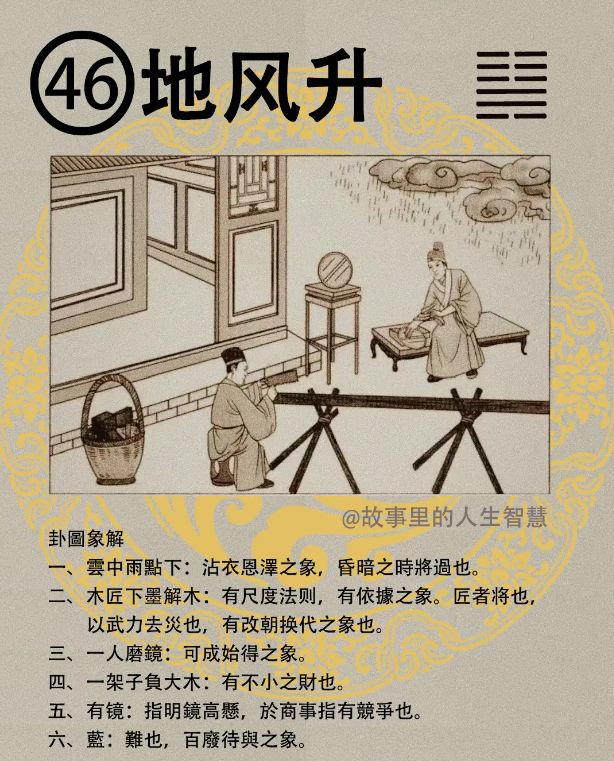 46 地风升
@故事里的人生智慧
卦圖象解
一、雲中雨點下：沾衣恩澤之象，昏暗之時將過也。
二、木匠下墨解木：有尺度法则，有依據之象。匠者將也，
以武力去災也，有改朝换代之象也。
三、一人磨鏡：可成始得之象。
四、一架子負大木：有不小之財也。
五、有镜：指明鏡高懸，於商事指有競爭也。
六、藍：難也，百廢待與之象。